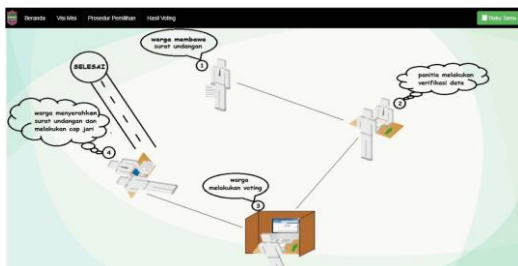 Beranda Visi Misi Prosedur Pemilihan Hasil Voting
Buku Tamu
warga membawa
surat undangan
1
SELESAI
panitia melakukan
verifikasi data
2
warga menyerahkan
surat undangan dan
melakukan cap jari
4
warga
melakukan voting
3